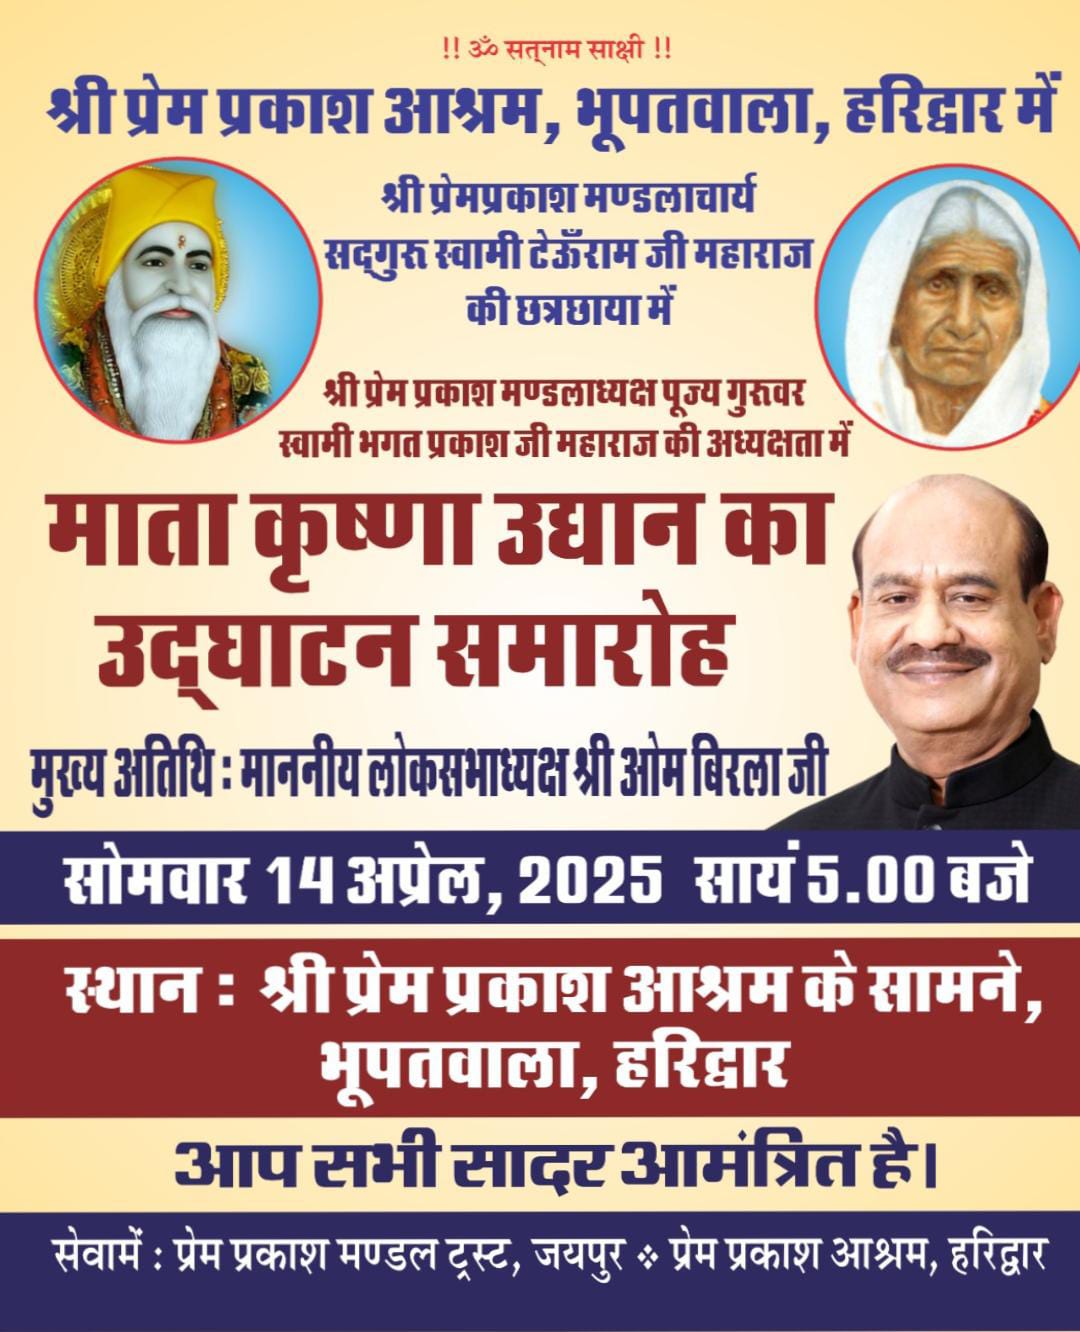 !! ॐ सत्‌नाम साक्षी !!
श्री प्रेम प्रकाश आश्रम, भूपतवाला, हरिद्वार में
श्री प्रेमप्रकाश मण्डलाचार्य
सद्‌गुरु स्वामी टेऊँराम जी महाराज
की छत्रछाया में
श्री प्रेम प्रकाश मण्डलाध्यक्ष पूज्य गुरुवर
स्वामी भगत प्रकाश जी महाराज की अध्यक्षता में
माता कृष्णा उद्यान का
उद्‌घाटन समारोह
मुख्य अतिथि : माननीय लोकसभाध्यक्ष श्री ओम बिरला जी
सोमवार 14 अप्रेल, 2025 सायं 5.00 बजे
स्थान : श्री प्रेम प्रकाश आश्रम के सामने,
भूपतवाला, हरिद्वार
आप सभी सादर आमंत्रित है।
सेवामें : प्रेम प्रकाश मण्डल ट्रस्ट, जयपुर ❖ प्रेम प्रकाश आश्रम, हरिद्वार